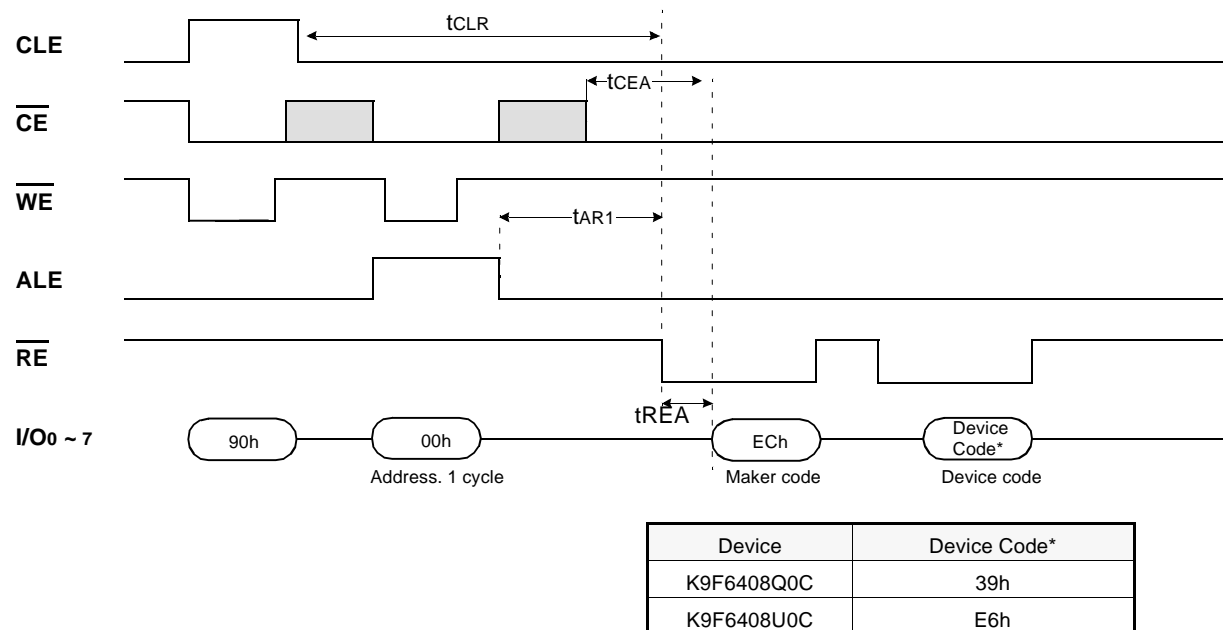 tCLR
CLE
tCEA
CE
WE
tAR1
ALE
RE
tREA
I/O0 ~ 7
90h
00h
ECh
Device
Code*
Address. 1 cycle
Maker code
Device code
Device Device Code*
K9F6408Q0C 39h
K9F6408U0C E6h